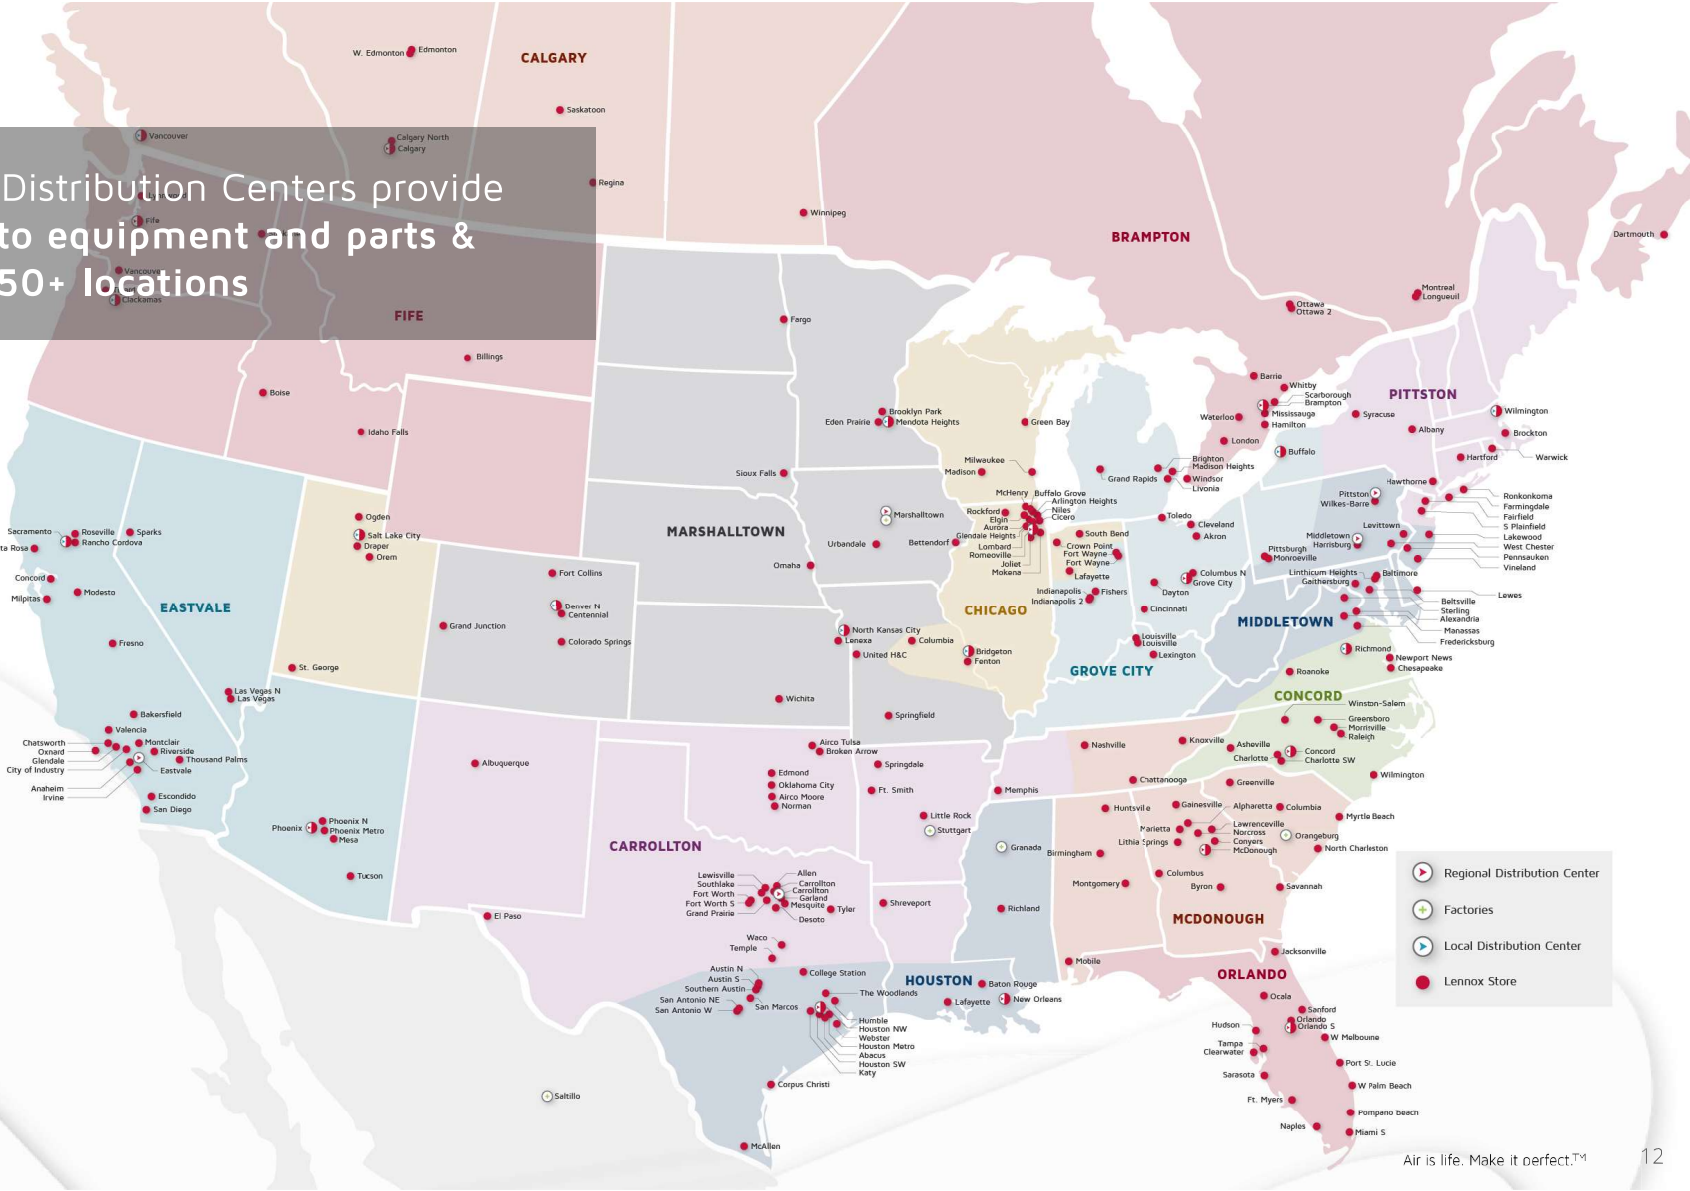 W. Edmonton
Edmonton
CALGARY
Saskatoon
Vancouver
Calgary North
Calgary
Regina
Winnipeg
Distribution Centers provide
to equipment and parts &
50+ locations
Fife
Vancouver
Clackamas
FIFE
Billings
Boise
Idaho Falls
BRAMPTON
Dartmouth
Montreal
Longueuil
Ottawa
Ottawa 2
Barrie
Whitby
Scarborough
Brampton
Mississauga
Hamilton
Waterloo
London
Windsor
PITTSTON
Syracuse
Albany
Wilmington
Brockton
Warwick
Hartford
Buffalo
Hawthorne
Ronkonkoma
Farmingdale
Fairfield
S Plainfield
Lakewood
West Chester
Pennsauken
Vineland
Pittston
Wilkes-Barre
Levittown
Middletown
Harrisburg
Pittsburgh
Monroeville
Linthicum Heights
Gaithersburg
Baltimore
Lewes
Beltsville
Sterling
Alexandria
Manassas
Fredericksburg
MIDDLETOWN
Richmond
Newport News
Chesapeake
Roanoke
CONCORD
Winston-Salem
Greensboro
Morrisville
Raleigh
Asheville
Concord
Charlotte
Charlotte SW
Wilmington
Fargo
Brooklyn Park
Eden Prairie
Mendota Heights
Sioux Falls
Marshalltown
MARSHALLTOWN
Urbandale
Bettendorf
Omaha
Fort Collins
Denver N
Centennial
Grand Junction
Colorado Springs
North Kansas City
Lenexa
Columbia
United H&C
Wichita
Springfield
Green Bay
Milwaukee
Madison
McHenry
Buffalo Grove
Arlington Heights
Rockford
Niles
Elgin
Cicero
Aurora
Glendale Heights
Lombard
Romeoville
Joliet
Mokena
South Bend
Crown Point
Fort Wayne
Fort Wayne
Lafayette
CHICAGO
Bridgeton
Fenton
Grand Rapids
Brighton
Madison Heights
Livonia
Toledo
Cleveland
Akron
Columbus N
Grove City
Dayton
Indianapolis
Fishers
Indianapolis 2
Cincinnati
Louisville
Louisville
Lexington
GROVE CITY
Sacramento
Roseville
Sparks
ta Rosa
Rancho Cordova
Concord
Modesto
Milpitas
EASTVALE
Fresno
Ogden
Salt Lake City
Draper
Orem
St. George
Las Vegas N
Las Vegas
Bakersfield
Valencia
Chatsworth
Montclair
Oxnard
Riverside
Glendale
Thousand Palms
City of Industry
Eastvale
Anaheim
Irvine
Escondido
San Diego
Phoenix N
Phoenix
Phoenix Metro
Mesa
Tucson
Albuquerque
El Paso
Airco Tulsa
Broken Arrow
Edmond
Oklahoma City
Airco Moore
Norman
Springdale
Ft. Smith
Little Rock
Stuttgart
CARROLLTON
Lewisville
Allen
Southlake
Carrollton
Fort Worth
Carrollton
Garland
Fort Worth S
Mesquite
Grand Prairie
Tyler
Desoto
Shreveport
Waco
Temple
Austin N
College Station
Austin S
Southern Austin
San Antonio NE
San Marcos
San Antonio W
The Woodlands
Humble
Houston NW
Webster
Houston Metro
Abacus
Houston SW
Katy
HOUSTON
Baton Rouge
Lafayette
New Orleans
Corpus Christi
McAllen
Saltillo
Nashville
Knoxville
Chattanooga
Memphis
Huntsville
Granada
Birmingham
Montgomery
Richland
Mobile
Greenville
Gainesville
Alpharetta
Columbia
Myrtle Beach
Marietta
Lawrenceville
Norcross
Orangeburg
Lithia Springs
Conyers
McDonough
North Charleston
Columbus
Byron
Savannah
MCDONOUGH
Jacksonville
ORLANDO
Ocala
Sanford
Orlando
Hudson
Orlando S
W Melbourne
Tampa
Clearwater
Port St. Lucie
Sarasota
W Palm Beach
Ft. Myers
Pompano Beach
Naples
Miami S
Regional Distribution Center
Factories
Local Distribution Center
Lennox Store
Air is life. Make it perfect.™
12